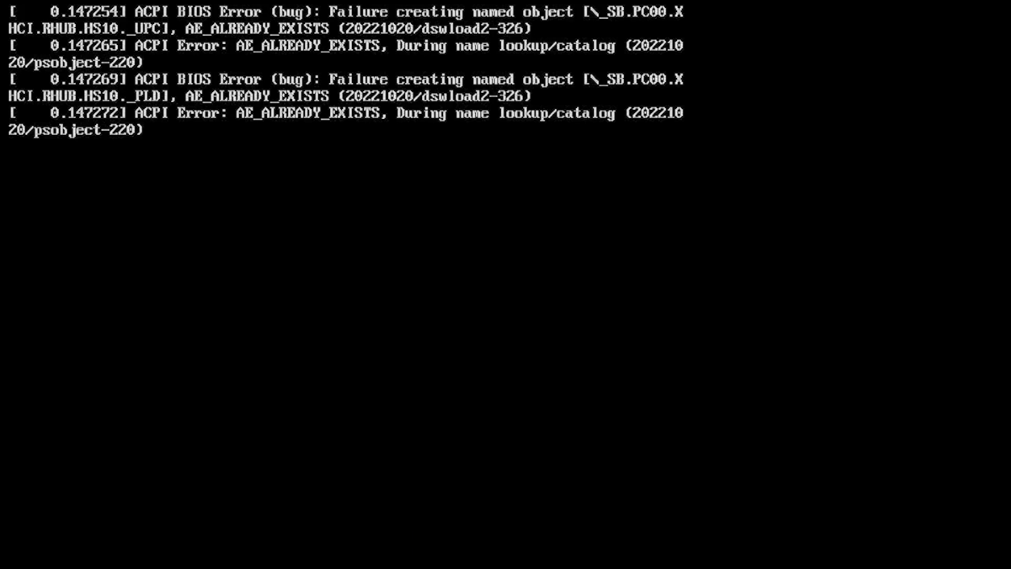 [    0.147254] ACPI BIOS Error (bug): Failure creating named object [\_SB.PC00.X
HCI.RHUB.HS10._UPC], AE_ALREADY_EXISTS (20221020/dswload2-326)
[    0.147265] ACPI Error: AE_ALREADY_EXISTS, During name lookup/catalog (202210
20/psobject-220)
[    0.147269] ACPI BIOS Error (bug): Failure creating named object [\_SB.PC00.X
HCI.RHUB.HS10._PLD], AE_ALREADY_EXISTS (20221020/dswload2-326)
[    0.147272] ACPI Error: AE_ALREADY_EXISTS, During name lookup/catalog (202210
20/psobject-220)